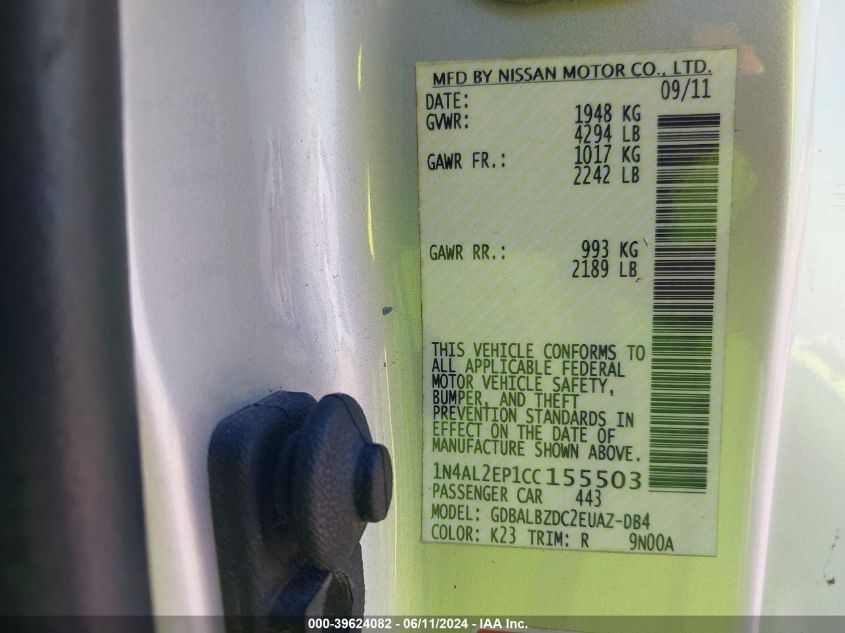 MFD BY NISSAN MOTOR CO., LTD.
DATE: 09/11
GVWR: 1948 KG
4294 LB
GAWR FR.: 1017 KG
2242 LB
GAWR RR.: 993 KG
2189 LB
THIS VEHICLE CONFORMS TO
ALL APPLICABLE FEDERAL
MOTOR VEHICLE SAFETY,
BUMPER, AND THEFT
PREVENTION STANDARDS IN
EFFECT ON THE DATE OF
MANUFACTURE SHOWN ABOVE.
1N4AL2EP1CC155503
PASSENGER CAR 443
MODEL: GDBALBZDC2EUAZ-DB4
COLOR: K23 TRIM: R 9N00A
000-39624082 - 06/11/2024 - IAA Inc.